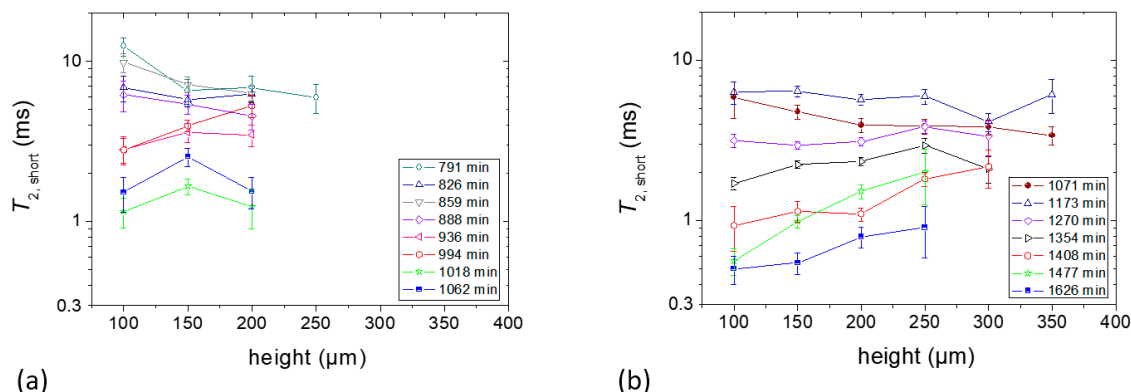 10
1
0.3
T2, short (ms)
100 150 200 250 300 350 400
height (µm)
791 min
826 min
859 min
888 min
936 min
994 min
1018 min
1062 min
(a)
10
1
0.3
T2, short (ms)
100 150 200 250 300 350 400
height (µm)
1071 min
1173 min
1270 min
1354 min
1408 min
1477 min
1626 min
(b)